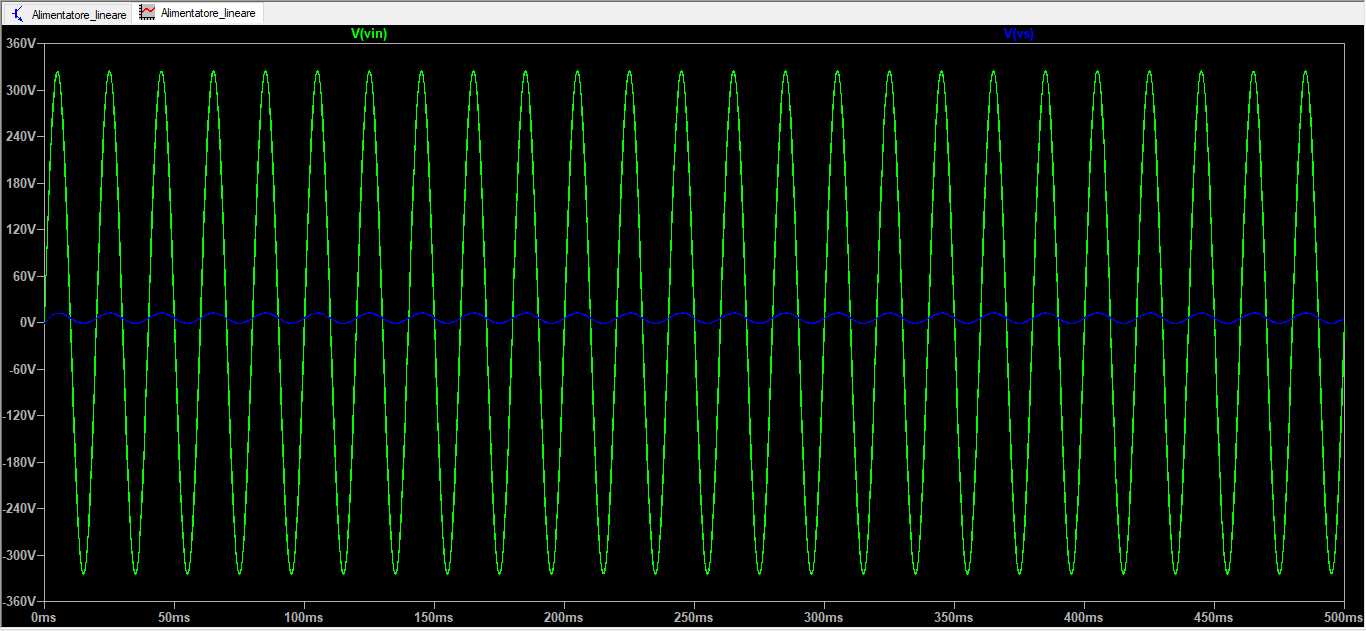 Alimentatore_lineare Alimentatore_lineare
V(vin) V(vs)
360V
300V
240V
180V
120V
60V
0V
-60V
-120V
-180V
-240V
-300V
-360V
0ms 50ms 100ms 150ms 200ms 250ms 300ms 350ms 400ms 450ms 500ms